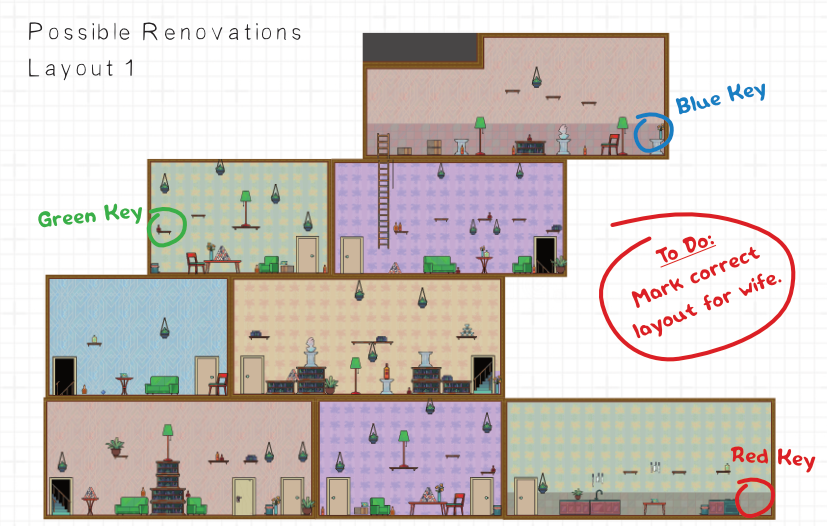 Possible Renovations
Layout 1
Blue Key
Green Key
To Do:
Mark correct
layout for wife.
Red Key